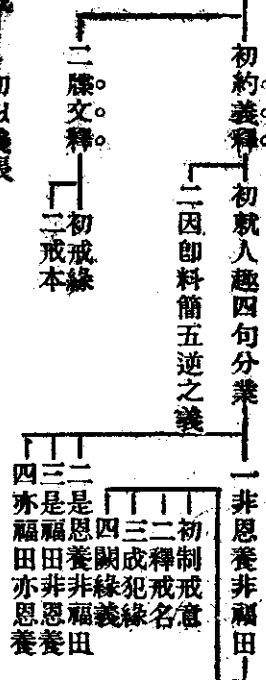 初約義釋
初就人趣四句分業
一非恩養非福田
初制戒意
二釋戒名
三成犯緣
四闕緣義
二是恩養非福田
三是福田非恩養
四亦福田亦恩養
二因即料簡五逆之義
二牒文釋
初戒緣
二戒本